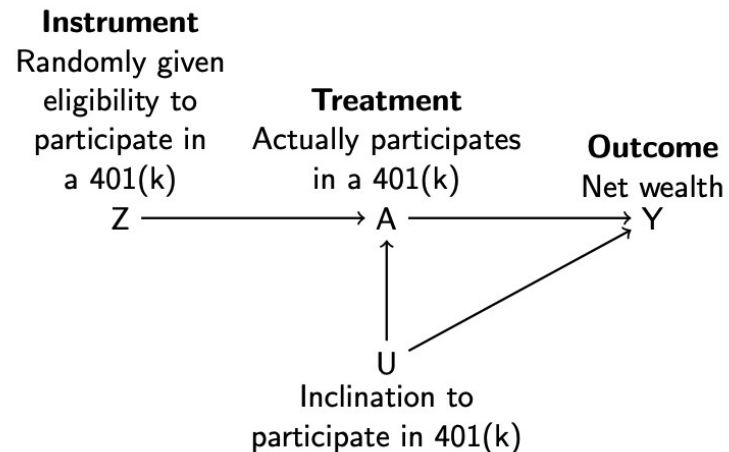 Instrument
Randomly given
eligibility to
participate in
a 401(k)
Z
Treatment
Actually participates
in a 401(k)
A
Outcome
Net wealth
Y
U
Inclination to
participate in 401(k)